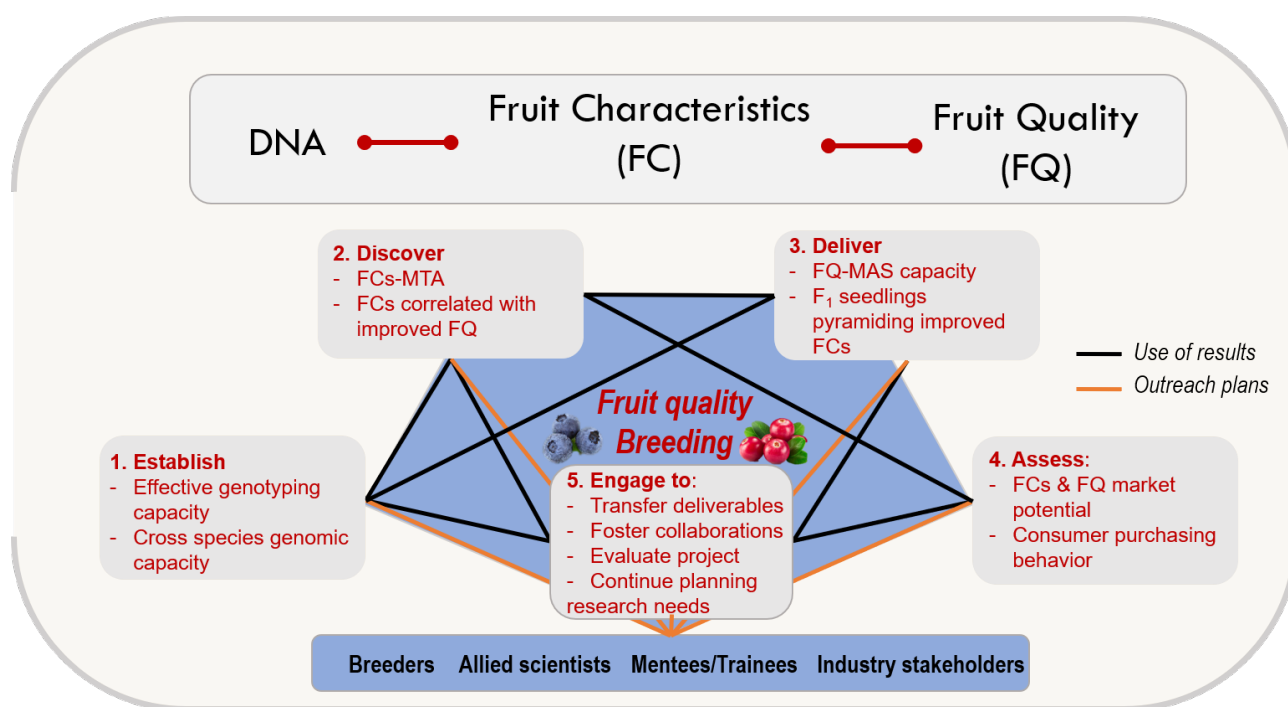 DNA
Fruit Characteristics
(FC)
Fruit Quality
(FQ)
2. Discover
- FCs-MTA
- FCs correlated with
improved FQ
3. Deliver
- FQ-MAS capacity
- F₁ seedlings
pyramiding improved
FCs
Use of results
Outreach plans
Fruit quality
Breeding
1. Establish
- Effective genotyping
capacity
- Cross species genomic
capacity
5. Engage to:
- Transfer deliverables
- Foster collaborations
- Evaluate project
- Continue planning
research needs
4. Assess:
- FCs & FQ market
potential
- Consumer purchasing
behavior
Breeders Allied scientists Mentees/Trainees Industry stakeholders